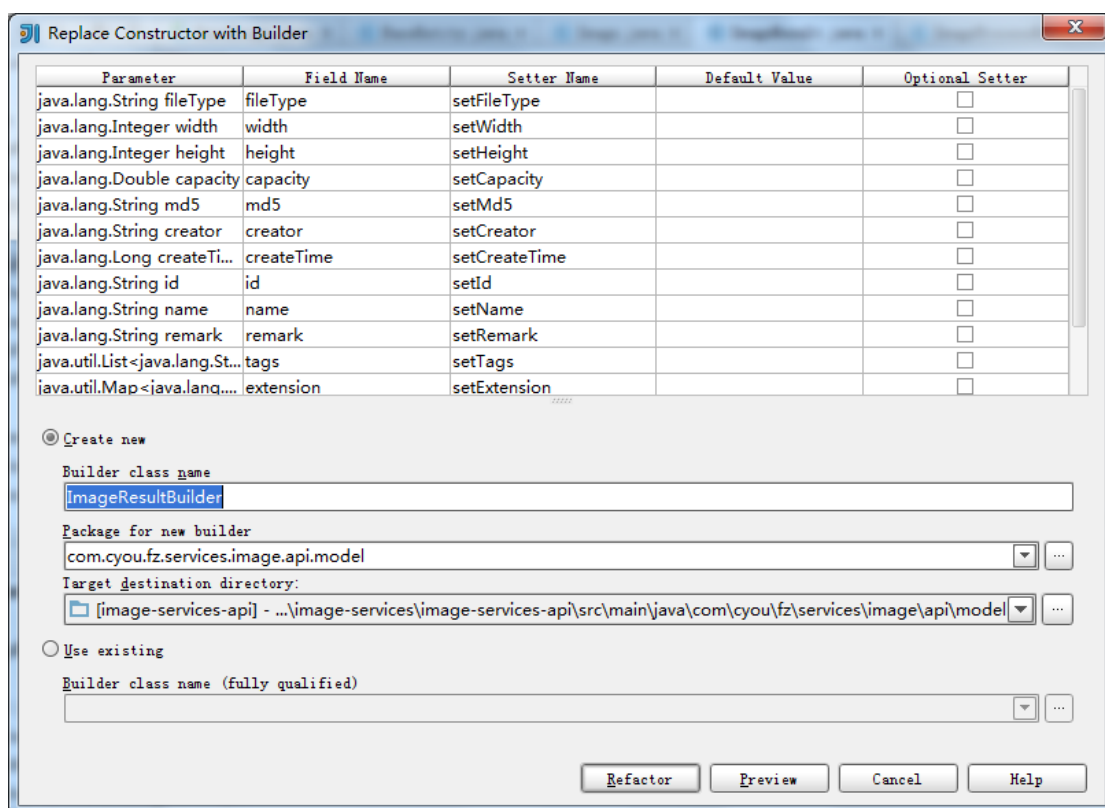 Replace Constructor with Builder
Parameter Field Name Setter Name Default Value Optional Setter
java.lang.String fileType fileType setFileType
java.lang.Integer width width setWidth
java.lang.Integer height height setHeight
java.lang.Double capacity capacity setCapacity
java.lang.String md5 md5 setMd5
java.lang.String creator creator setCreator
java.lang.Long createTi... createTime setCreateTime
java.lang.String id id setId
java.lang.String name name setName
java.lang.String remark remark setRemark
java.util.List<java.lang.St... tags setTags
java.util.Map<java.lang.... extension setExtension
Create new
Builder class name
ImageResultBuilder
Package for new builder
com.cyou.fz.services.image.api.model
...
Target destination directory:
[image-services-api] - ...\image-services\image-services-api\src\main\java\com\cyou\fz\services\image\api\model
...
Use existing
Builder class name (fully qualified)
...
Refactor Preview Cancel Help